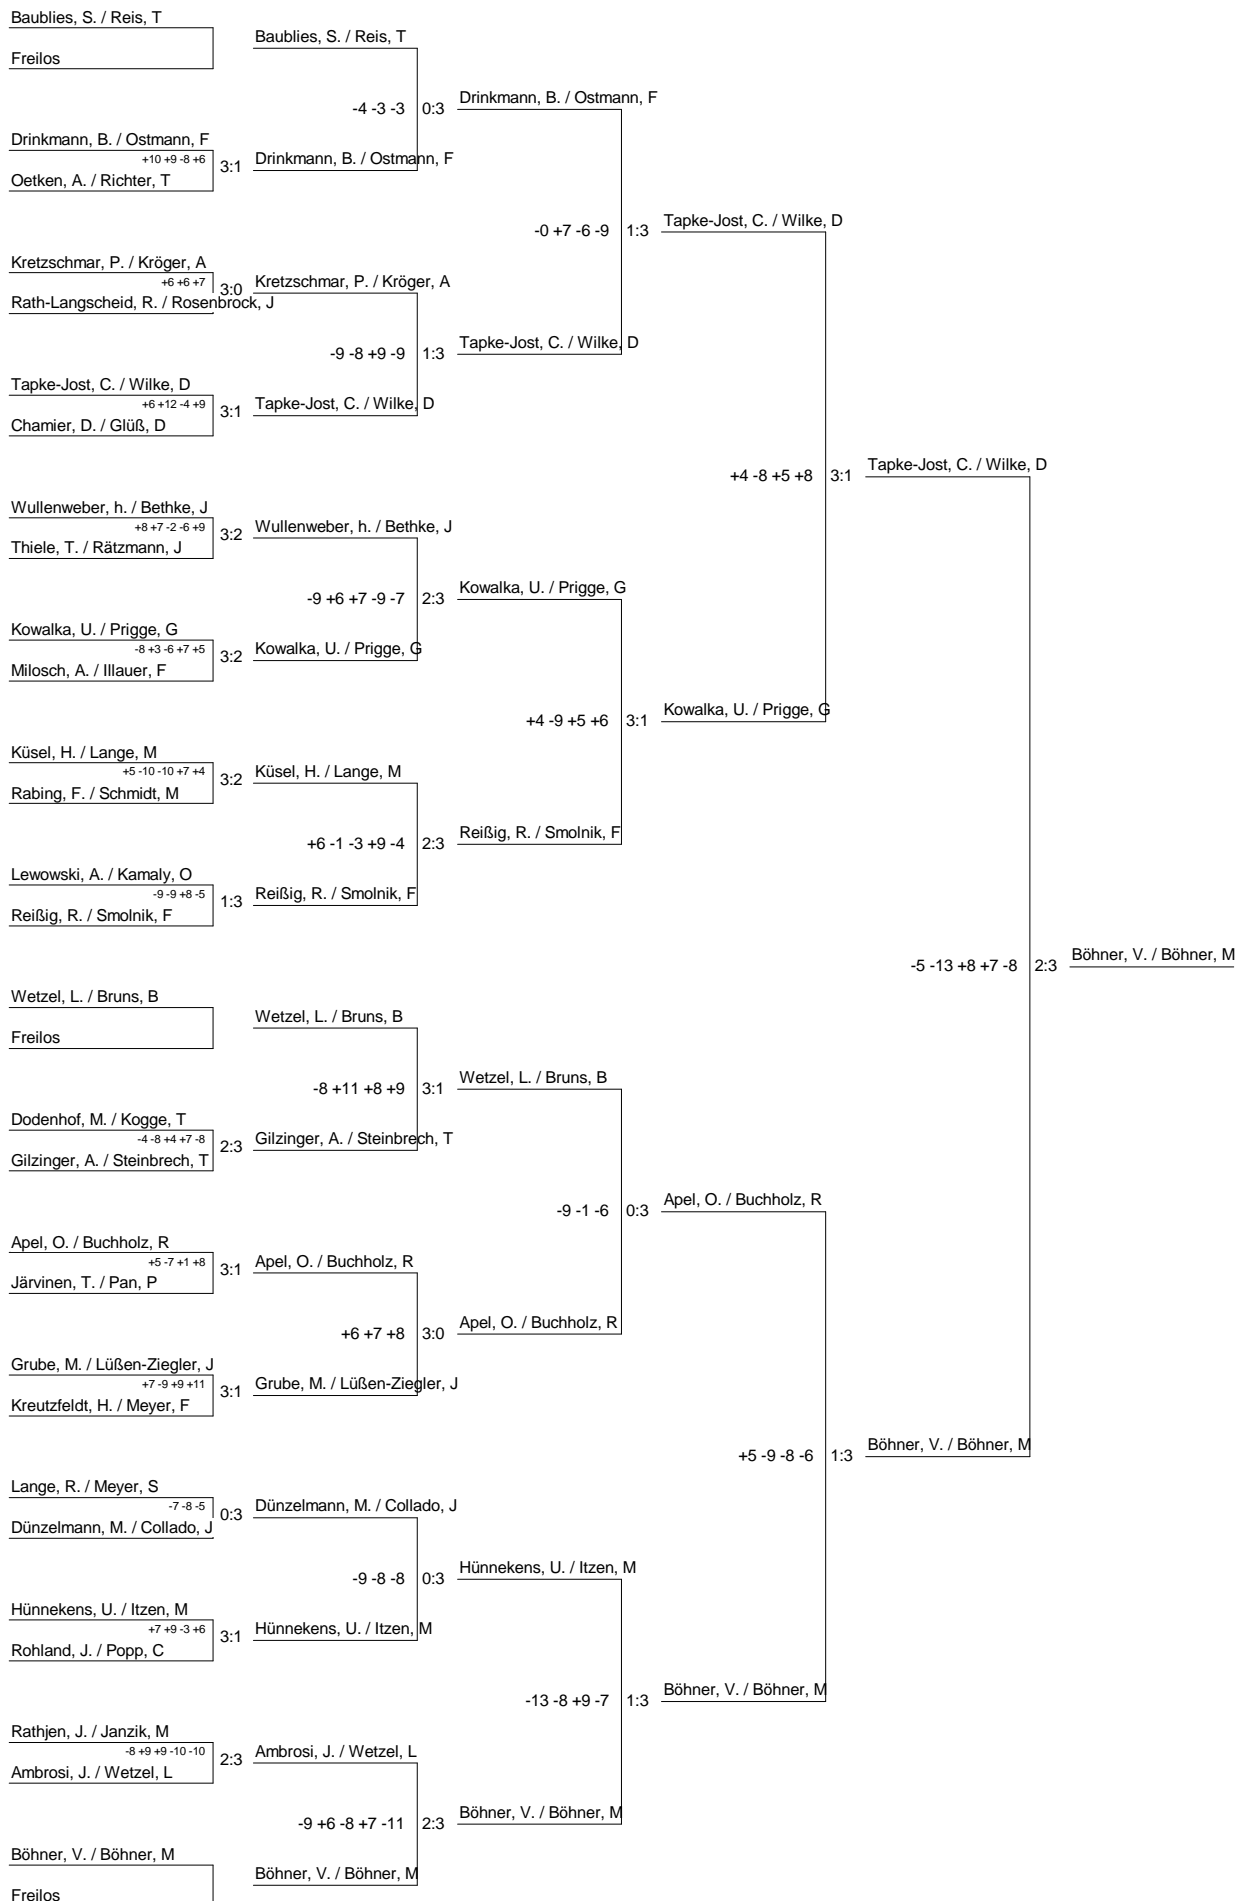 Baublies, S. / Reis, T
Freilos
Baublies, S. / Reis, T
-4 -3 -3 0:3 Drinkmann, B. / Ostmann, F
Drinkmann, B. / Ostmann, F
+10 +9 -8 +6 3:1 Drinkmann, B. / Ostmann, F
Oetken, A. / Richter, T
-0 +7 -6 -9 1:3 Tapke-Jost, C. / Wilke, D
Kretzschmar, P. / Kröger, A
+6 +6 +7 3:0 Kretzschmar, P. / Kröger, A
Rath-Langscheid, R. / Rosenbrock, J
-9 -8 +9 -9 1:3 Tapke-Jost, C. / Wilke, D
Tapke-Jost, C. / Wilke, D
+6 +12 -4 +9 3:1 Tapke-Jost, C. / Wilke, D
Chamier, D. / Glüß, D
+4 -8 +5 +8 3:1 Tapke-Jost, C. / Wilke, D
Wullenweber, h. / Bethke, J
+8 +7 -2 -6 +9 3:2 Wullenweber, h. / Bethke, J
Thiele, T. / Rätzmann, J
-9 +6 +7 -9 -7 2:3 Kowalka, U. / Prigge, G
Kowalka, U. / Prigge, G
-8 +3 -6 +7 +5 3:2 Kowalka, U. / Prigge, G
Milosch, A. / Illauer, F
+4 -9 +5 +6 3:1 Kowalka, U. / Prigge, G
Küsel, H. / Lange, M
+5 -10 -10 +7 +4 3:2 Küsel, H. / Lange, M
Rabing, F. / Schmidt, M
+6 -1 -3 +9 -4 2:3 Reißig, R. / Smolnik, F
Lewowski, A. / Kamaly, O
-9 -9 +8 -5 1:3 Reißig, R. / Smolnik, F
Reißig, R. / Smolnik, F
-5 -13 +8 +7 -8 2:3 Böhner, V. / Böhner, M
Wetzel, L. / Bruns, B
Freilos
Wetzel, L. / Bruns, B
-8 +11 +8 +9 3:1 Wetzel, L. / Bruns, B
Dodenhof, M. / Kogge, T
-4 -8 +4 +7 -8 2:3 Gilzinger, A. / Steinbrech, T
Gilzinger, A. / Steinbrech, T
-9 -1 -6 0:3 Apel, O. / Buchholz, R
Apel, O. / Buchholz, R
+5 -7 +1 +8 3:1 Apel, O. / Buchholz, R
Järvinen, T. / Pan, P
+6 +7 +8 3:0 Apel, O. / Buchholz, R
Grube, M. / Lüßen-Ziegler, J
+7 -9 +9 +11 3:1 Grube, M. / Lüßen-Ziegler, J
Kreutzfeldt, H. / Meyer, F
+5 -9 -8 -6 1:3 Böhner, V. / Böhner, M
Lange, R. / Meyer, S
-7 -8 -5 0:3 Dünzelmann, M. / Collado, J
Dünzelmann, M. / Collado, J
-9 -8 -8 0:3 Hünnekens, U. / Itzen, M
Hünnekens, U. / Itzen, M
+7 +9 -3 +6 3:1 Hünnekens, U. / Itzen, M
Rohland, J. / Popp, C
-13 -8 +9 -7 1:3 Böhner, V. / Böhner, M
Rathjen, J. / Janzik, M
-8 +9 +9 -10 -10 2:3 Ambrosi, J. / Wetzel, L
Ambrosi, J. / Wetzel, L
-9 +6 -8 +7 -11 2:3 Böhner, V. / Böhner, M
Böhner, V. / Böhner, M
Böhner, V. / Böhner, M
Freilos